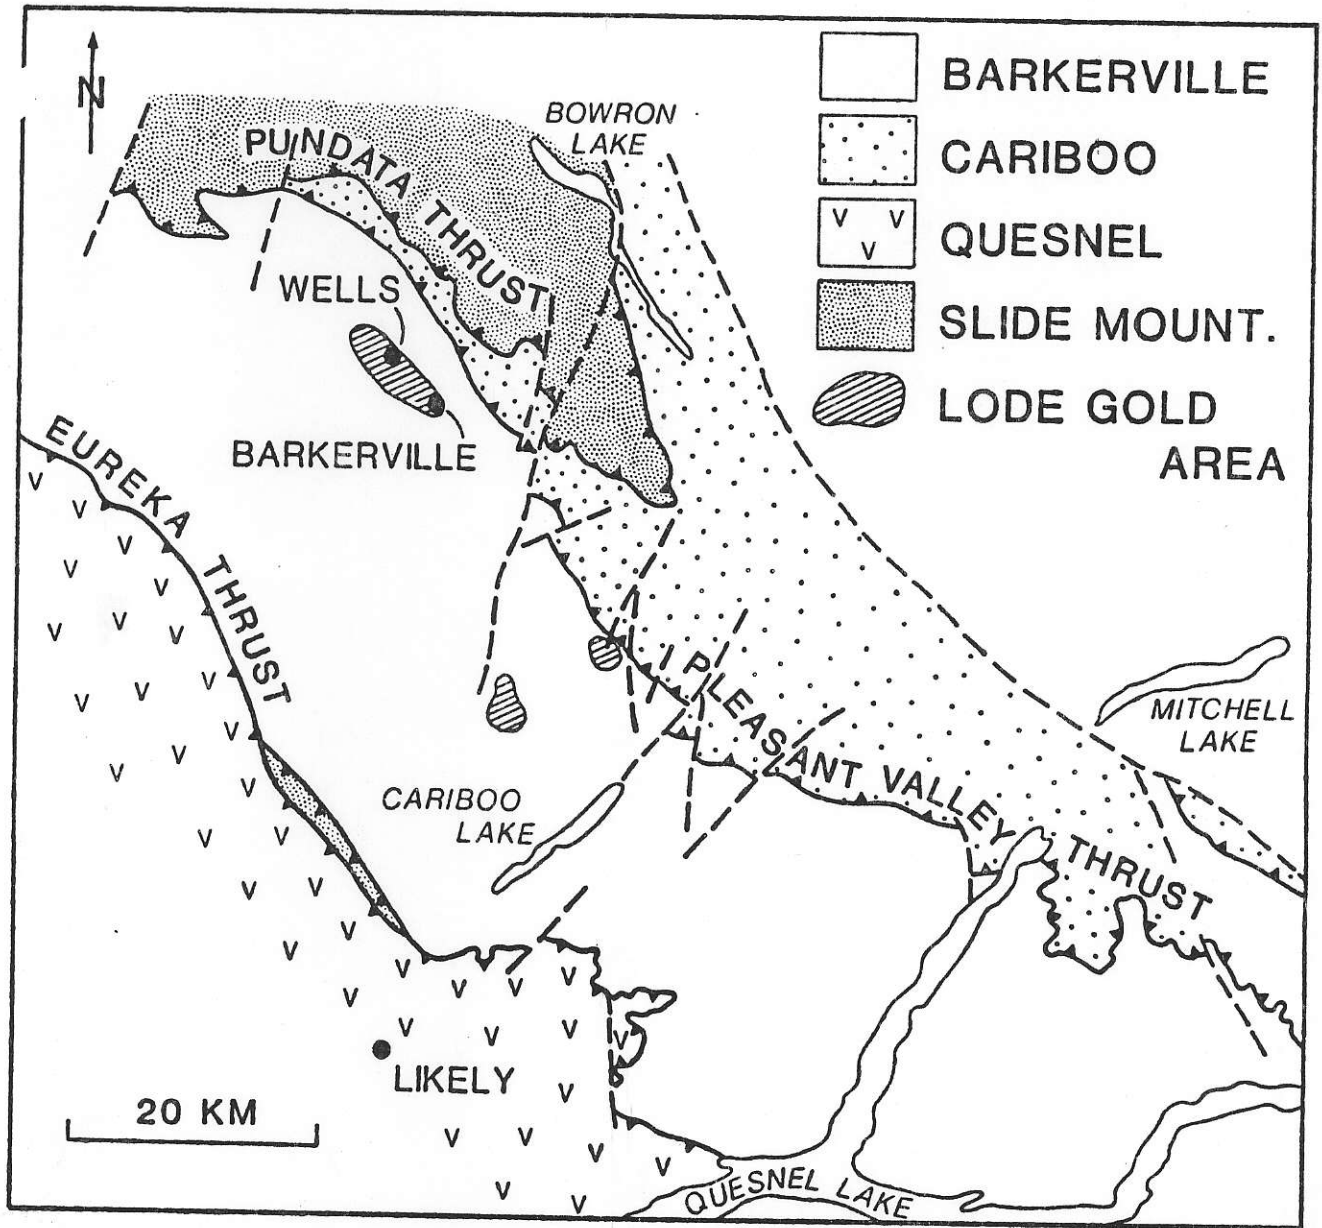 N
BOWRON
LAKE
PUNDATA THRUST
WELLS
BARKERVILLE
EUREKA THRUST
BARKERVILLE
CARIBOO
QUESNEL
SLIDE MOUNT.
LODE GOLD
AREA
PLEASANT VALLEY THRUST
MITCHELL
LAKE
CARIBOO
LAKE
LIKELY
20 KM
QUESNEL LAKE